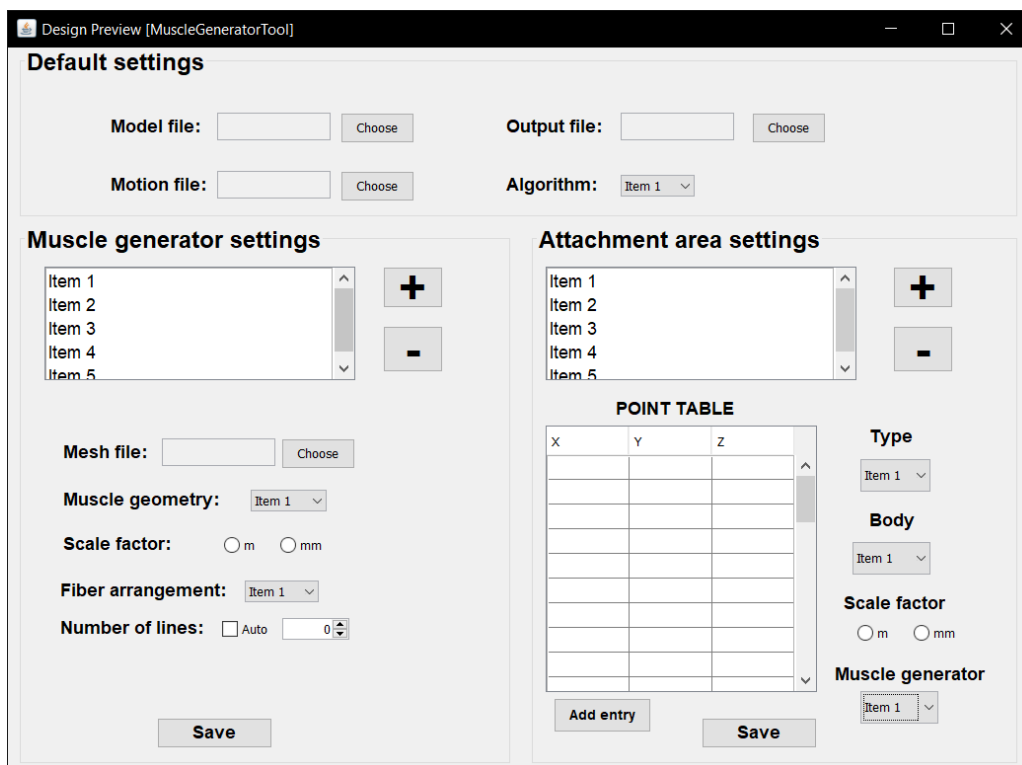 Design Preview [MuscleGeneratorTool]
Default settings
Model file: Choose Output file: Choose
Motion file: Choose Algorithm: Item 1
Muscle generator settings
Item 1
Item 2
Item 3
Item 4
Item 5
+
-
Mesh file: Choose
Muscle geometry: Item 1
Scale factor: m mm
Fiber arrangement: Item 1
Number of lines: Auto 0
Save
Attachment area settings
Item 1
Item 2
Item 3
Item 4
Item 5
+
-
POINT TABLE
X Y Z
Type
Item 1
Body
Item 1
Scale factor
m mm
Muscle generator
Item 1
Add entry
Save